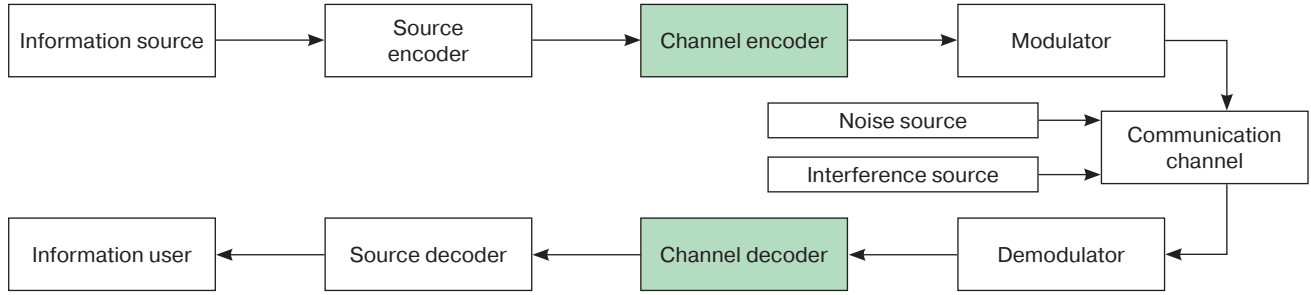 Information source
Source
encoder
Channel encoder
Modulator
Noise source
Interference source
Communication
channel
Information user
Source decoder
Channel decoder
Demodulator